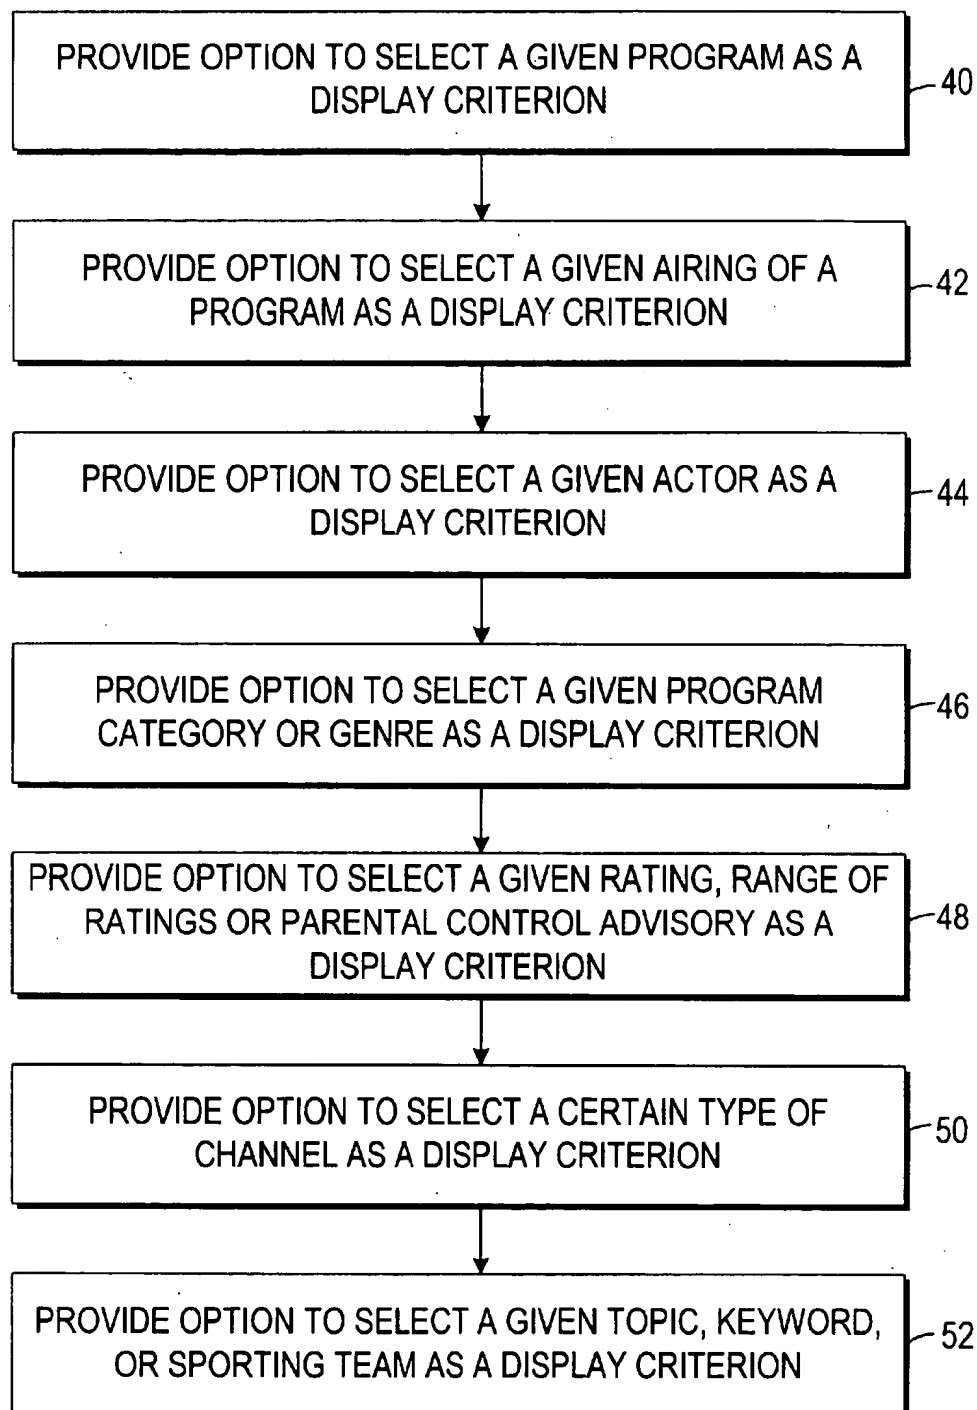 PROVIDE OPTION TO SELECT A GIVEN PROGRAM AS A
DISPLAY CRITERION
40
PROVIDE OPTION TO SELECT A GIVEN AIRING OF A
PROGRAM AS A DISPLAY CRITERION
42
PROVIDE OPTION TO SELECT A GIVEN ACTOR AS A
DISPLAY CRITERION
44
PROVIDE OPTION TO SELECT A GIVEN PROGRAM
CATEGORY OR GENRE AS A DISPLAY CRITERION
46
PROVIDE OPTION TO SELECT A GIVEN RATING, RANGE OF
RATINGS OR PARENTAL CONTROL ADVISORY AS A
DISPLAY CRITERION
48
PROVIDE OPTION TO SELECT A CERTAIN TYPE OF
CHANNEL AS A DISPLAY CRITERION
50
PROVIDE OPTION TO SELECT A GIVEN TOPIC, KEYWORD,
OR SPORTING TEAM AS A DISPLAY CRITERION
52